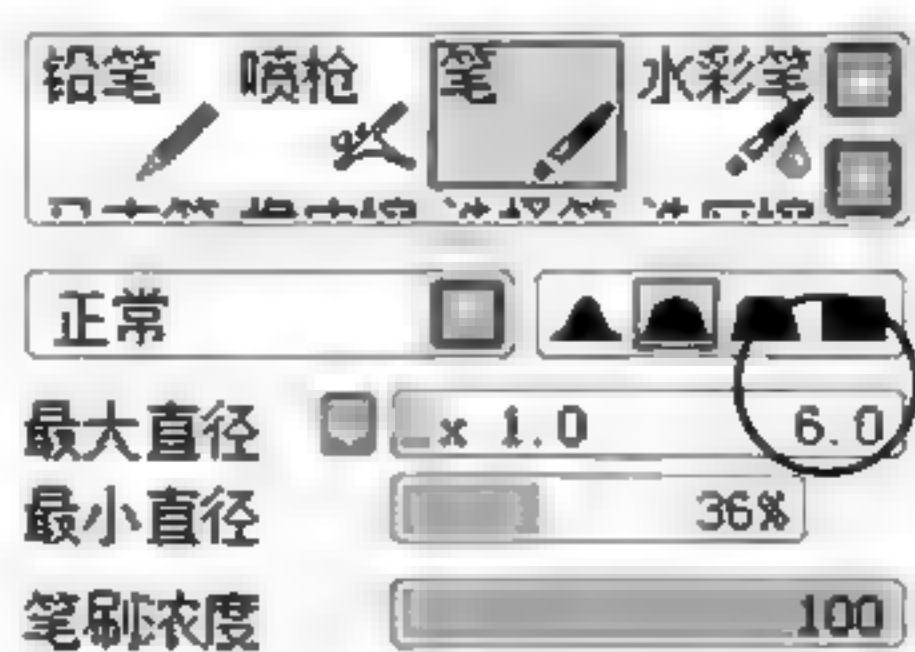 铅笔 喷枪 笔 水彩笔
正常
最大直径 x 1.0 6.0
最小直径 36%
笔刷浓度 100